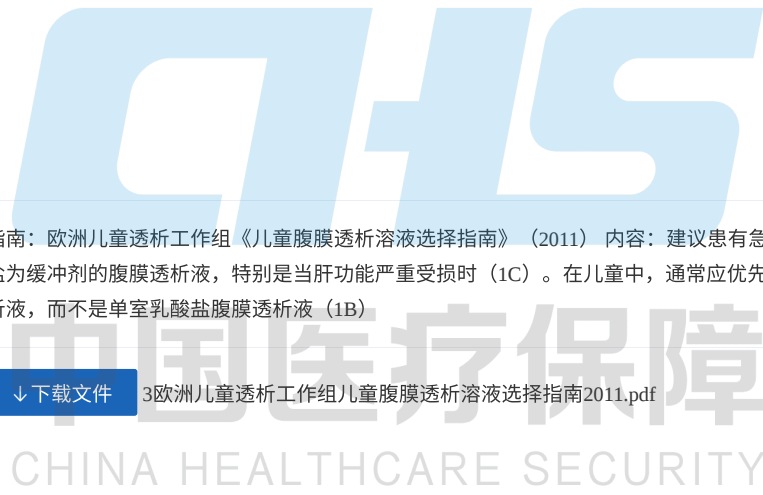 CHS
指南：欧洲儿童透析工作组《儿童腹膜透析溶液选择指南》（2011） 内容：建议患有急
盐为缓冲剂的腹膜透析液，特别是当肝功能严重受损时（1C）。在儿童中，通常应优先
析液，而不是单室乳酸盐腹膜透析液（1B）
中国医疗保障
↓下载文件 3欧洲儿童透析工作组儿童腹膜透析溶液选择指南2011.pdf
CHINA HEALTHCARE SECURITY